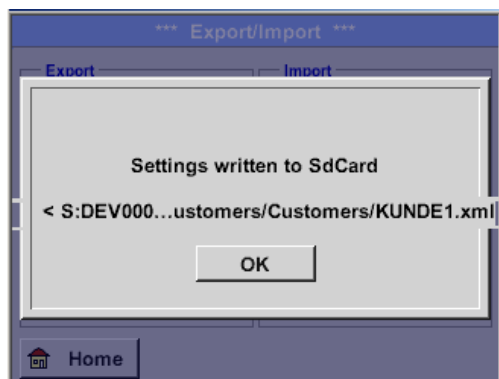 *** Export/Import ***
Export Import
Settings written to SdCard
< S:DEV000...ustomers/Customers/KUNDE1.xml
OK
Home